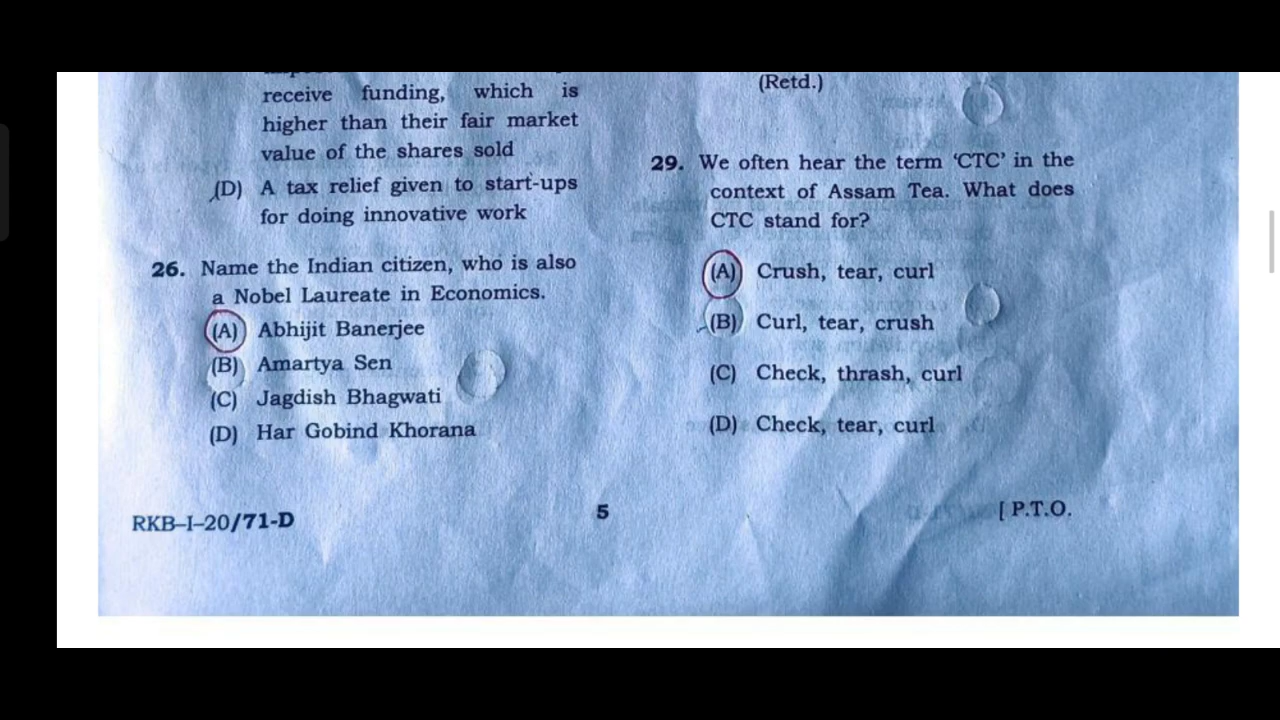 receive funding, which is
higher than their fair market
value of the shares sold
(D) A tax relief given to start-ups
for doing innovative work
26. Name the Indian citizen, who is also
a Nobel Laureate in Economics.
(A) Abhijit Banerjee
(B) Amartya Sen
(C) Jagdish Bhagwati
(D) Har Gobind Khorana
(Retd.)
29. We often hear the term ‘CTC’ in the
context of Assam Tea. What does
CTC stand for?
(A) Crush, tear, curl
(B) Curl, tear, crush
(C) Check, thrash, curl
(D) Check, tear, curl
RKB–I–20/71-D
5
[ P.T.O.